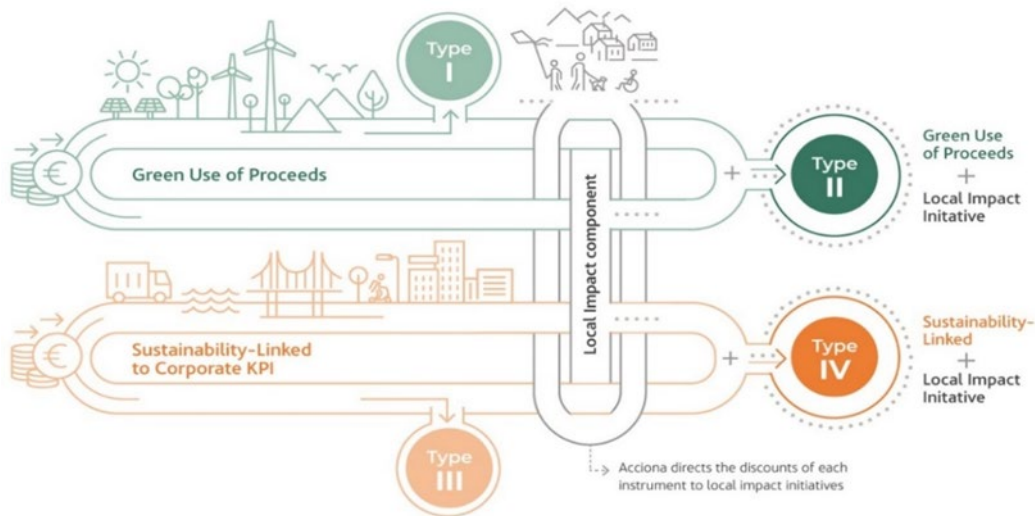 Type
I
Green Use of Proceeds
€
Local Impact component
Type
II
Green Use
of Proceeds
+
Local Impact
Initative
+
€
Sustainability-Linked
to Corporate KPI
+
Type
IV
Sustainability-
Linked
+
Local Impact
Initative
Type
III
Acciona directs the discounts of each
instrument to local impact initiatives